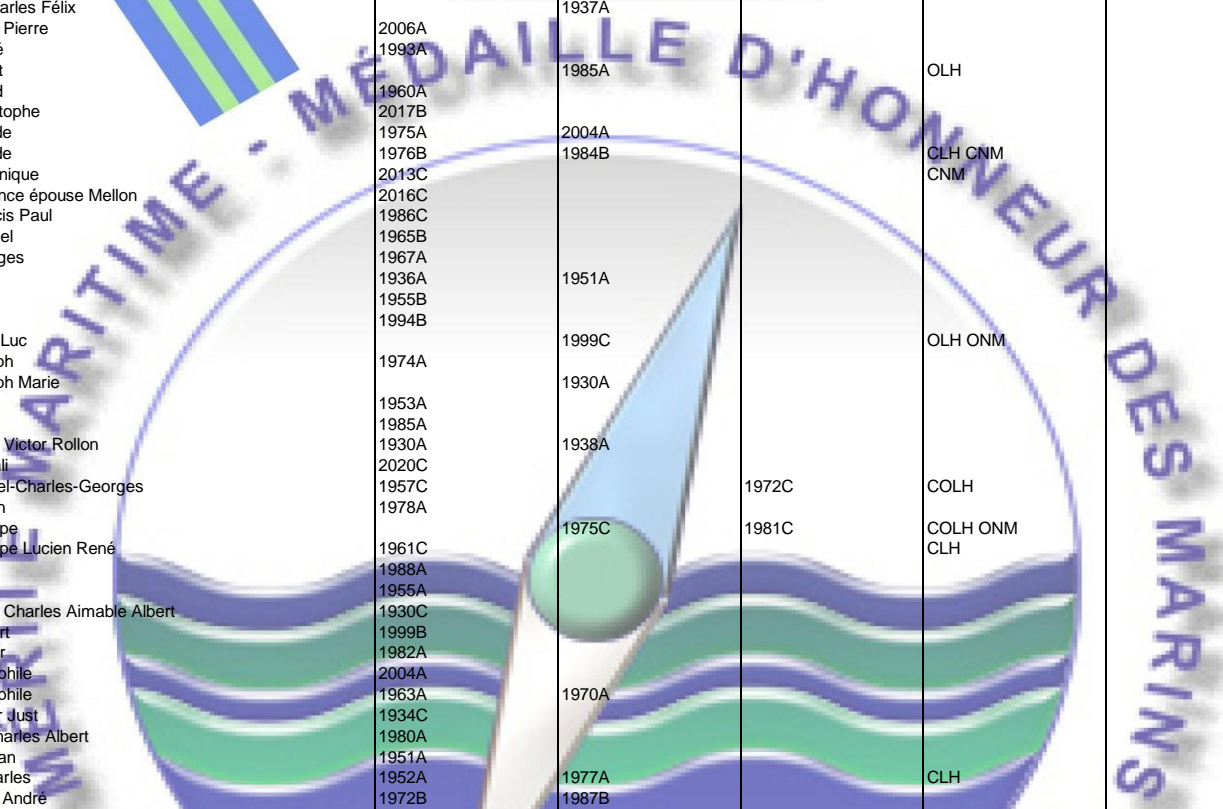 arles Félix 1937A
Pierre 2006A
é 1993A
t 1985A OLH
d 1960A
tophe 2017B
de 1975A 2004A
de 1976B 1984B CLH CNM
nique 2013C CNM
nce épouse Mellon 2016C
cis Paul 1986C
el 1965B
ges 1967A
1936A 1951A
1955B
1994B
Luc 1999C OLH ONM
oh 1974A
oh Marie 1930A
1953A
1985A
Victor Rollon 1930A 1938A
ali 2020C
el-Charles-Georges 1957C 1972C COLH
n 1978A
pe 1975C 1981C COLH ONM
pe Lucien René 1961C CLH
1988A
1955A
Charles Aimable Albert 1930C
rt 1999B
r 1982A
phile 2004A
phile 1963A 1970A
r Just 1934C
harles Albert 1980A
an 1951A
arles 1952A 1977A CLH
André 1972B 1987B
MÉRITE MARITIME - MÉDAILLE D'HONNEUR DES MARINS